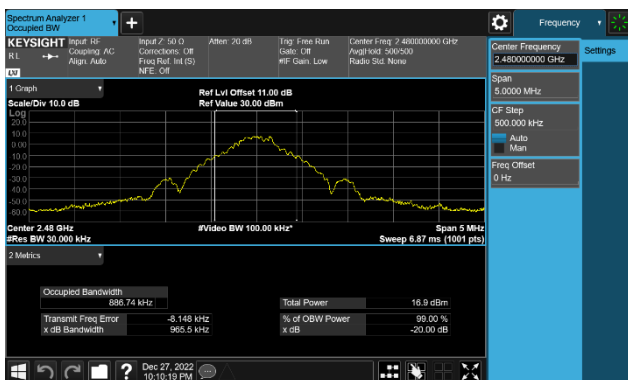 Spectrum Analyzer 1
Occupied BW
Frequency
KEYSIGHT
Input: RF
Input Z: 50 Ω
Atten: 20 dB
Trig: Free Run
Center Freq: 2.480000000 GHz
RL
Coupling: AC
Corrections: Off
Gate: Off
Avg|Hold: 500/500
Align: Auto
Freq Ref: Int (S)
#IF Gain: Low
Radio Std: None
LXI
NFE: Off
Center Frequency
2.480000000 GHz
Settings
Span
5.0000 MHz
CF Step
500.000 kHz
Auto
Man
Freq Offset
0 Hz
1 Graph
Ref Lvl Offset 11.00 dB
Scale/Div 10.0 dB
Ref Value 30.00 dBm
Log
20.0
10.0
0.00
-10.0
-20.0
-30.0
-40.0
-50.0
-60.0
Center 2.48 GHz
#Video BW 100.00 kHz*
Span 5 MHz
#Res BW 30.000 kHz
Sweep 6.87 ms (1001 pts)
2 Metrics
Occupied Bandwidth
886.74 kHz
Total Power
16.9 dBm
Transmit Freq Error
-8.148 kHz
% of OBW Power
99.00 %
x dB Bandwidth
965.5 kHz
x dB
-20.00 dB
?
Dec 27, 2022
10:10:19 PM